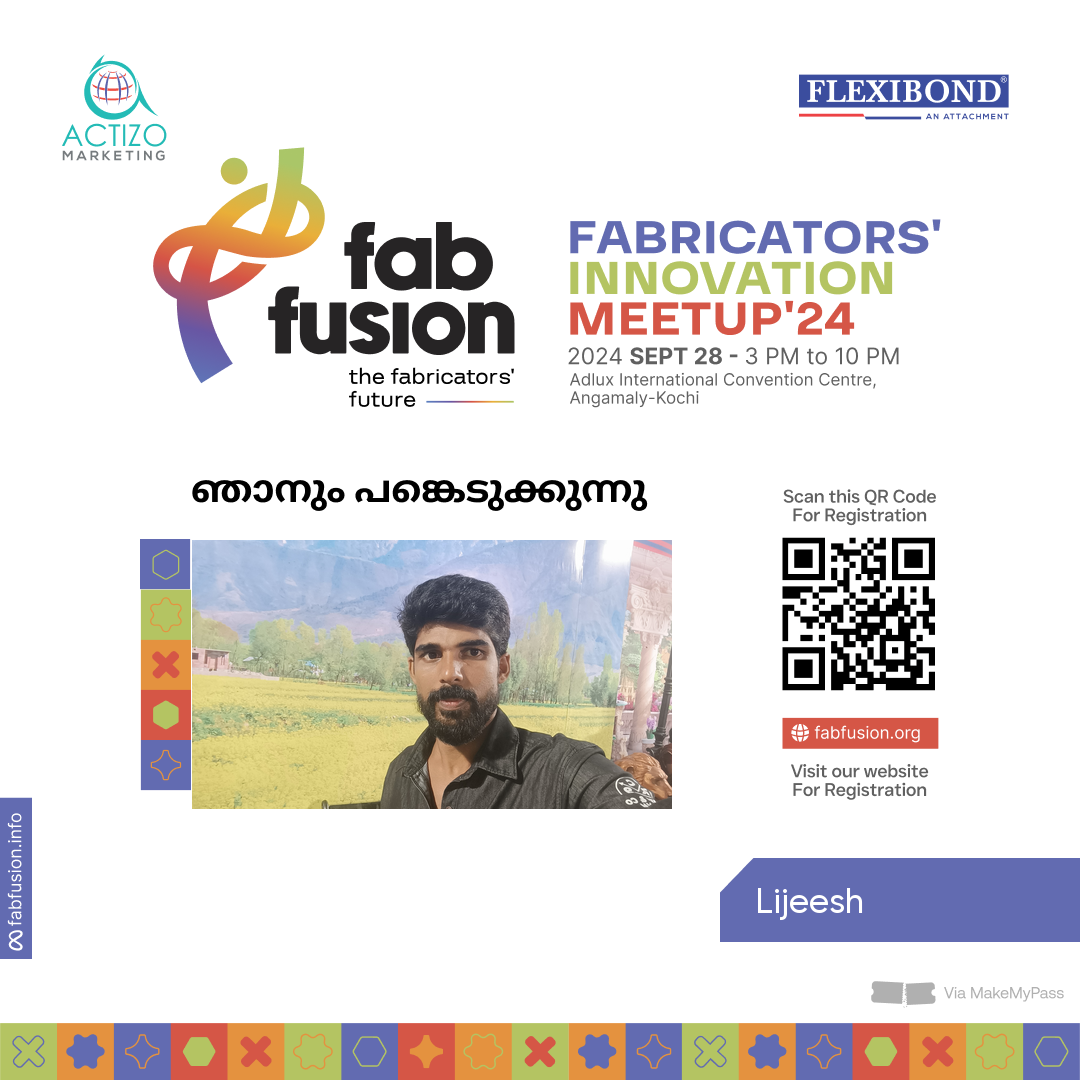 ACTIZO
MARKETING
FLEXIBOND®
AN ATTACHMENT
fab
fusion
the fabricators'
future
FABRICATORS'
INNOVATION
MEETUP'24
2024 SEPT 28 - 3 PM to 10 PM
Adlux International Convention Centre,
Angamaly-Kochi
ഞാനും പങ്കെടുക്കുന്നു
Scan this QR Code
For Registration
fabfusion.org
Visit our website
For Registration
fabfusion.info
Lijeesh
Via MakeMyPass